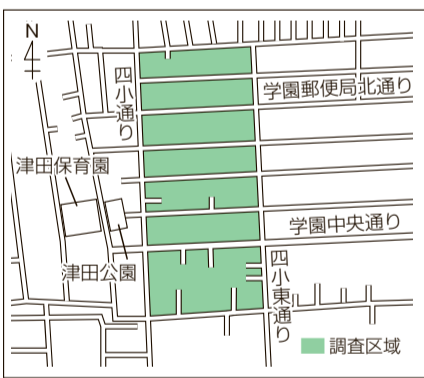 N
四小通り
学園郵便局北通り
津田保育園
学園中央通り
津田公園
四小東通り
調査区域